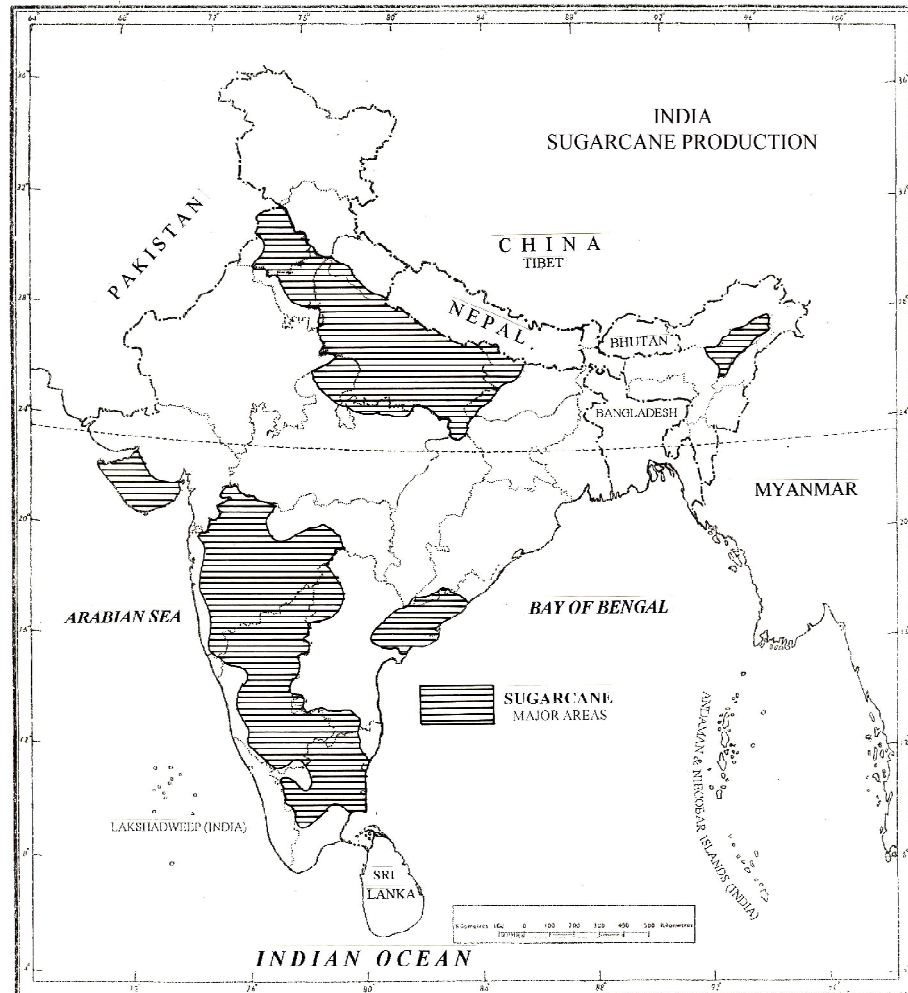 INDIA
SUGARCANE PRODUCTION
PAKISTAN
CHINA
TIBET
NEPAL
BHUTAN
BANGLADESH
MYANMAR
ARABIAN SEA
BAY OF BENGAL
SUGARCANE
MAJOR AREAS
ANDAMAN & NIECOBAR ISLANDS (INDIA)
LAKSHADWEEP (INDIA)
SRI
LANKA
INDIAN OCEAN